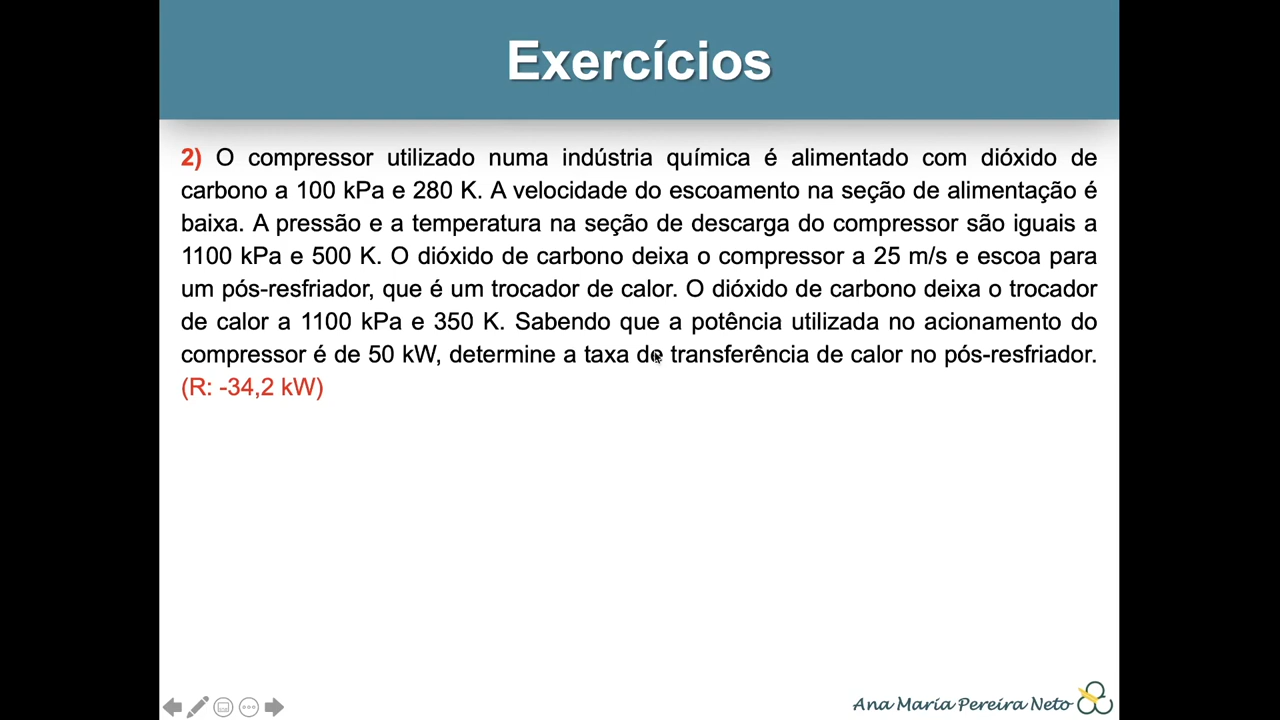 Exercícios
2) O compressor utilizado numa indústria química é alimentado com dióxido de
carbono a 100 kPa e 280 K. A velocidade do escoamento na seção de alimentação é
baixa. A pressão e a temperatura na seção de descarga do compressor são iguais a
1100 kPa e 500 K. O dióxido de carbono deixa o compressor a 25 m/s e escoa para
um pós-resfriador, que é um trocador de calor. O dióxido de carbono deixa o trocador
de calor a 1100 kPa e 350 K. Sabendo que a potência utilizada no acionamento do
compressor é de 50 kW, determine a taxa de transferência de calor no pós-resfriador.
(R: -34,2 kW)
Ana Maria Pereira Neto